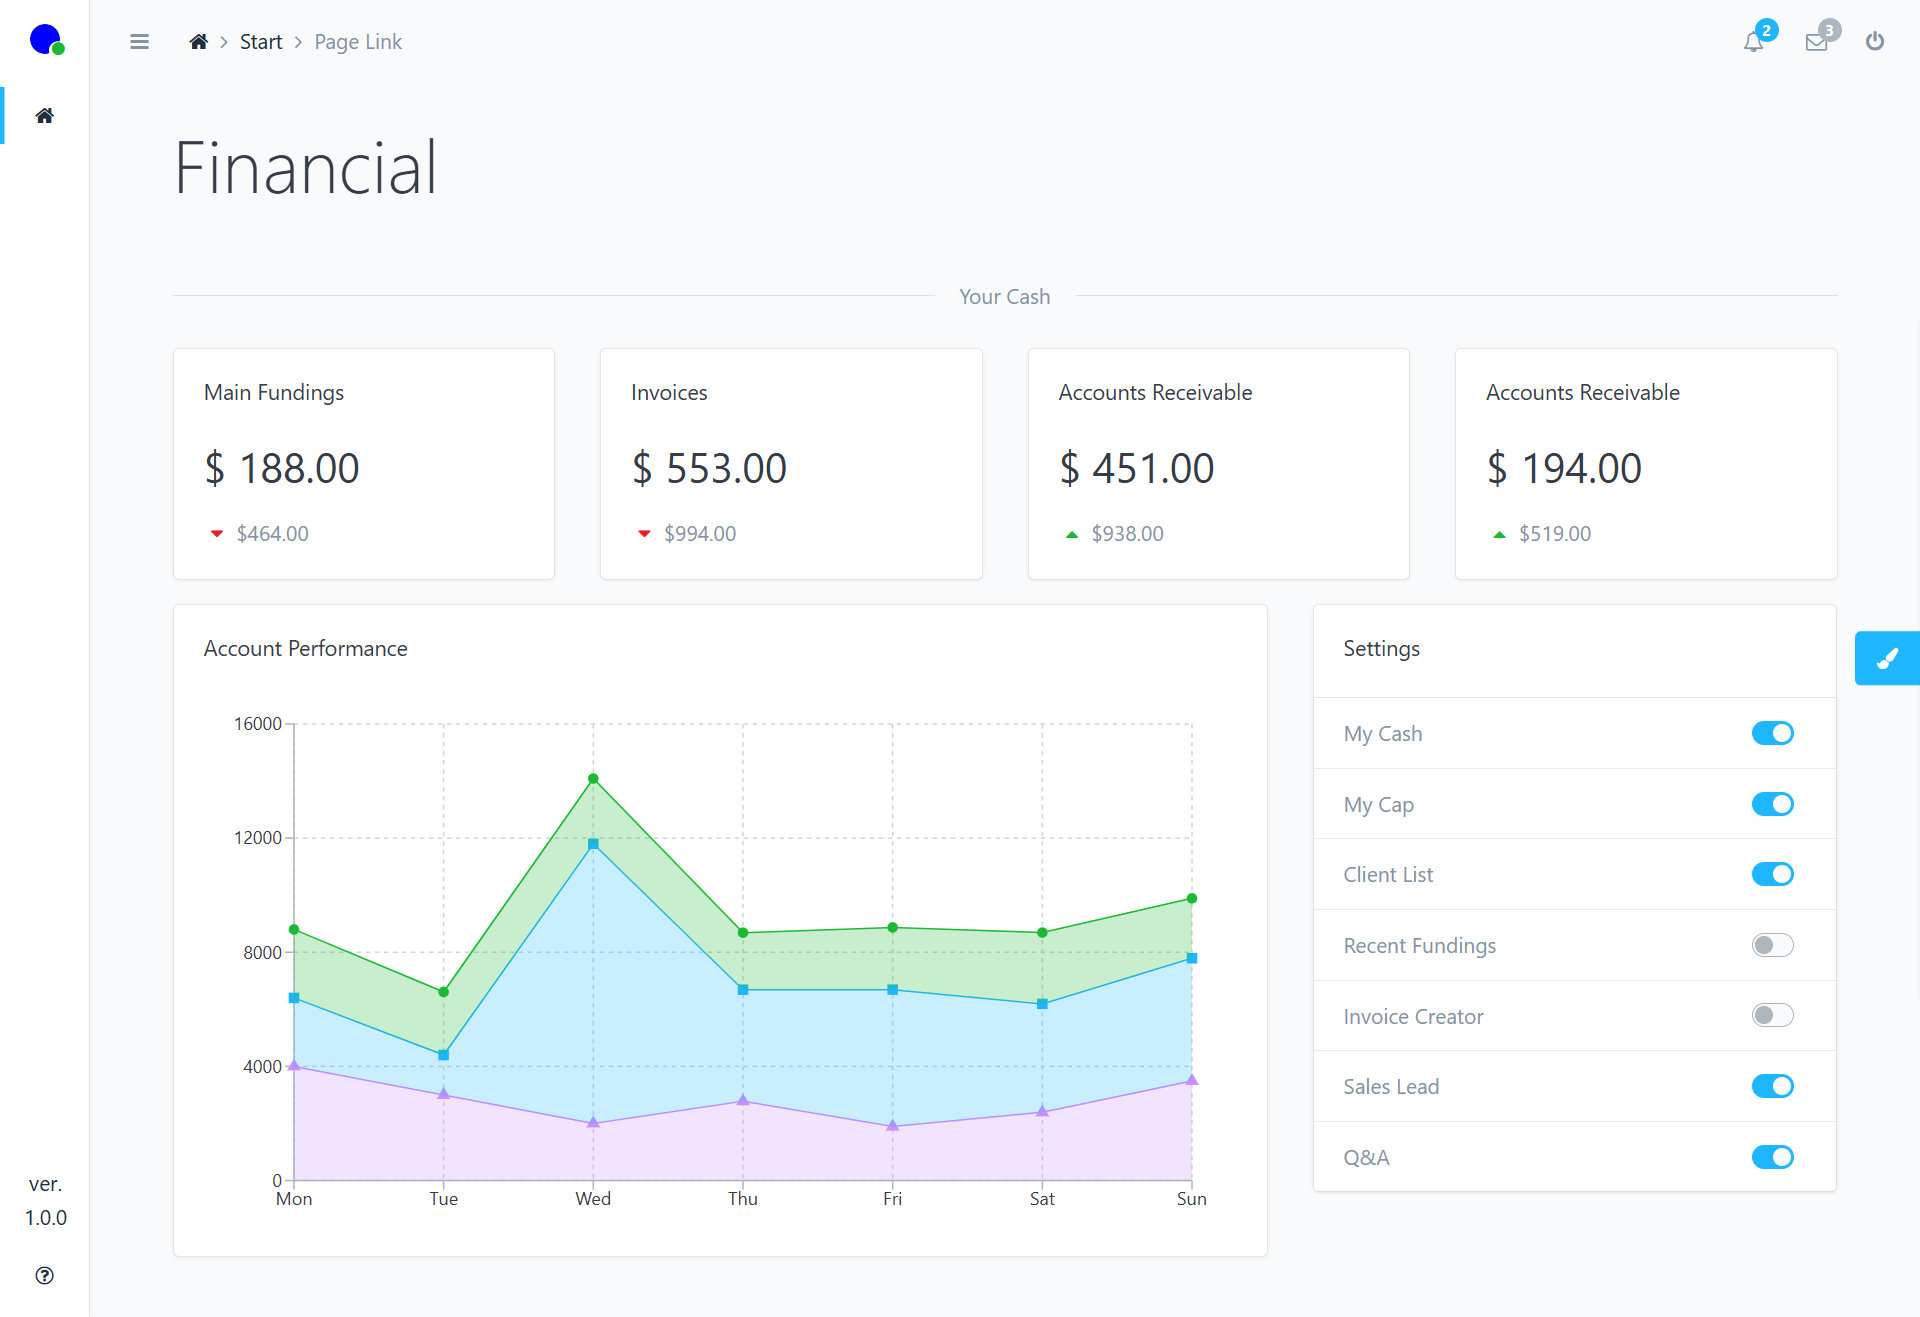 Start
Page Link
2
3
Financial
Your Cash
Main Fundings
$ 188.00
$464.00
Invoices
$ 553.00
$994.00
Accounts Receivable
$ 451.00
$938.00
Accounts Receivable
$ 194.00
$519.00
Account Performance
16000
12000
8000
4000
0
Mon Tue Wed Thu Fri Sat Sun
Settings
My Cash
My Cap
Client List
Recent Fundings
Invoice Creator
Sales Lead
Q&A
ver.
1.0.0